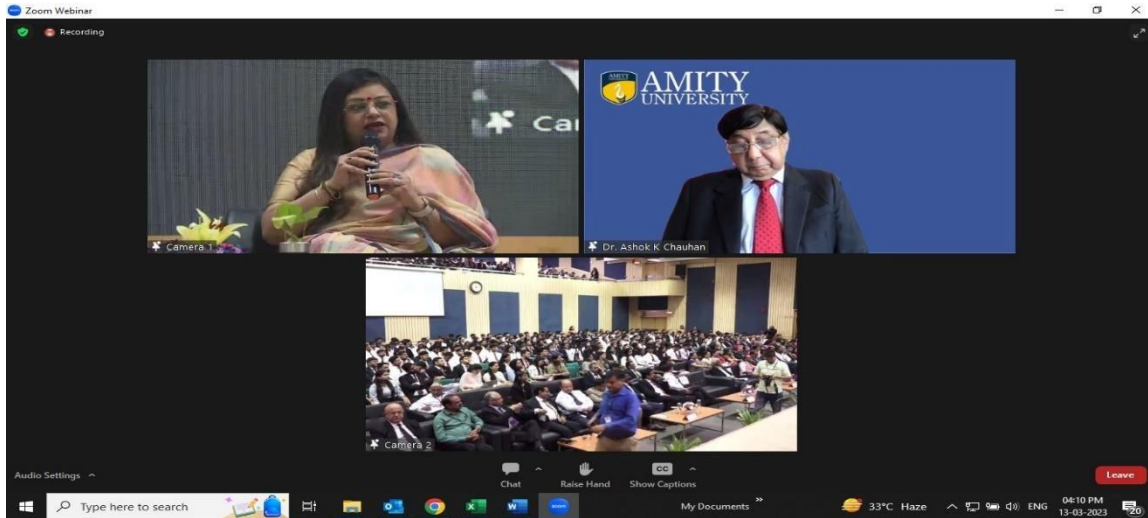 Zoom Webinar
Recording
Ca
AMITY
AMITY
UNIVERSITY
Camera 1
Dr. Ashok K Chauhan
Camera 2
Audio Settings
Chat
Raise Hand
CC
Show Captions
Leave
Type here to search
zoom
My Documents
33°C Haze
ENG
04:10 PM
13-03-2023
20